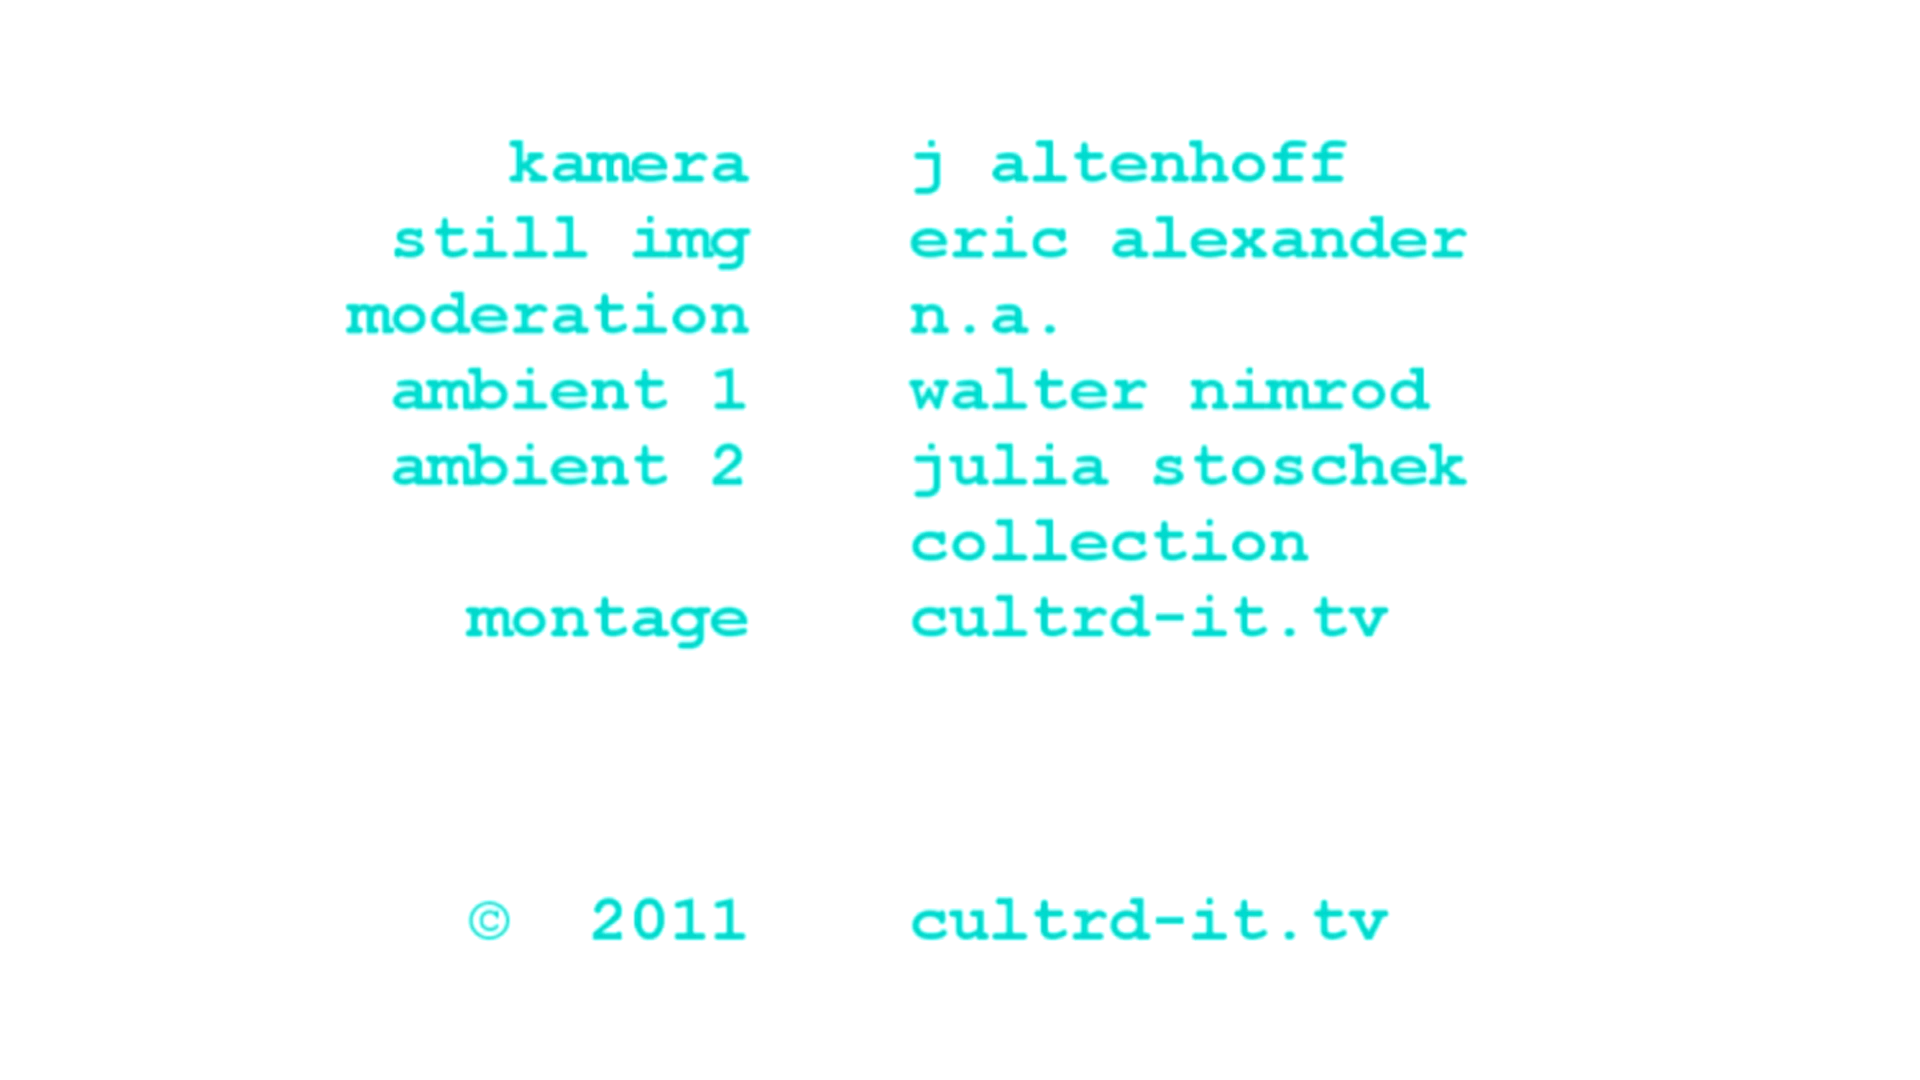 kamera j altenhoff
still img eric alexander
moderation n.a.
ambient 1 walter nimrod
ambient 2 julia stoschek
collection
montage cultrd-it.tv
© 2011 cultrd-it.tv